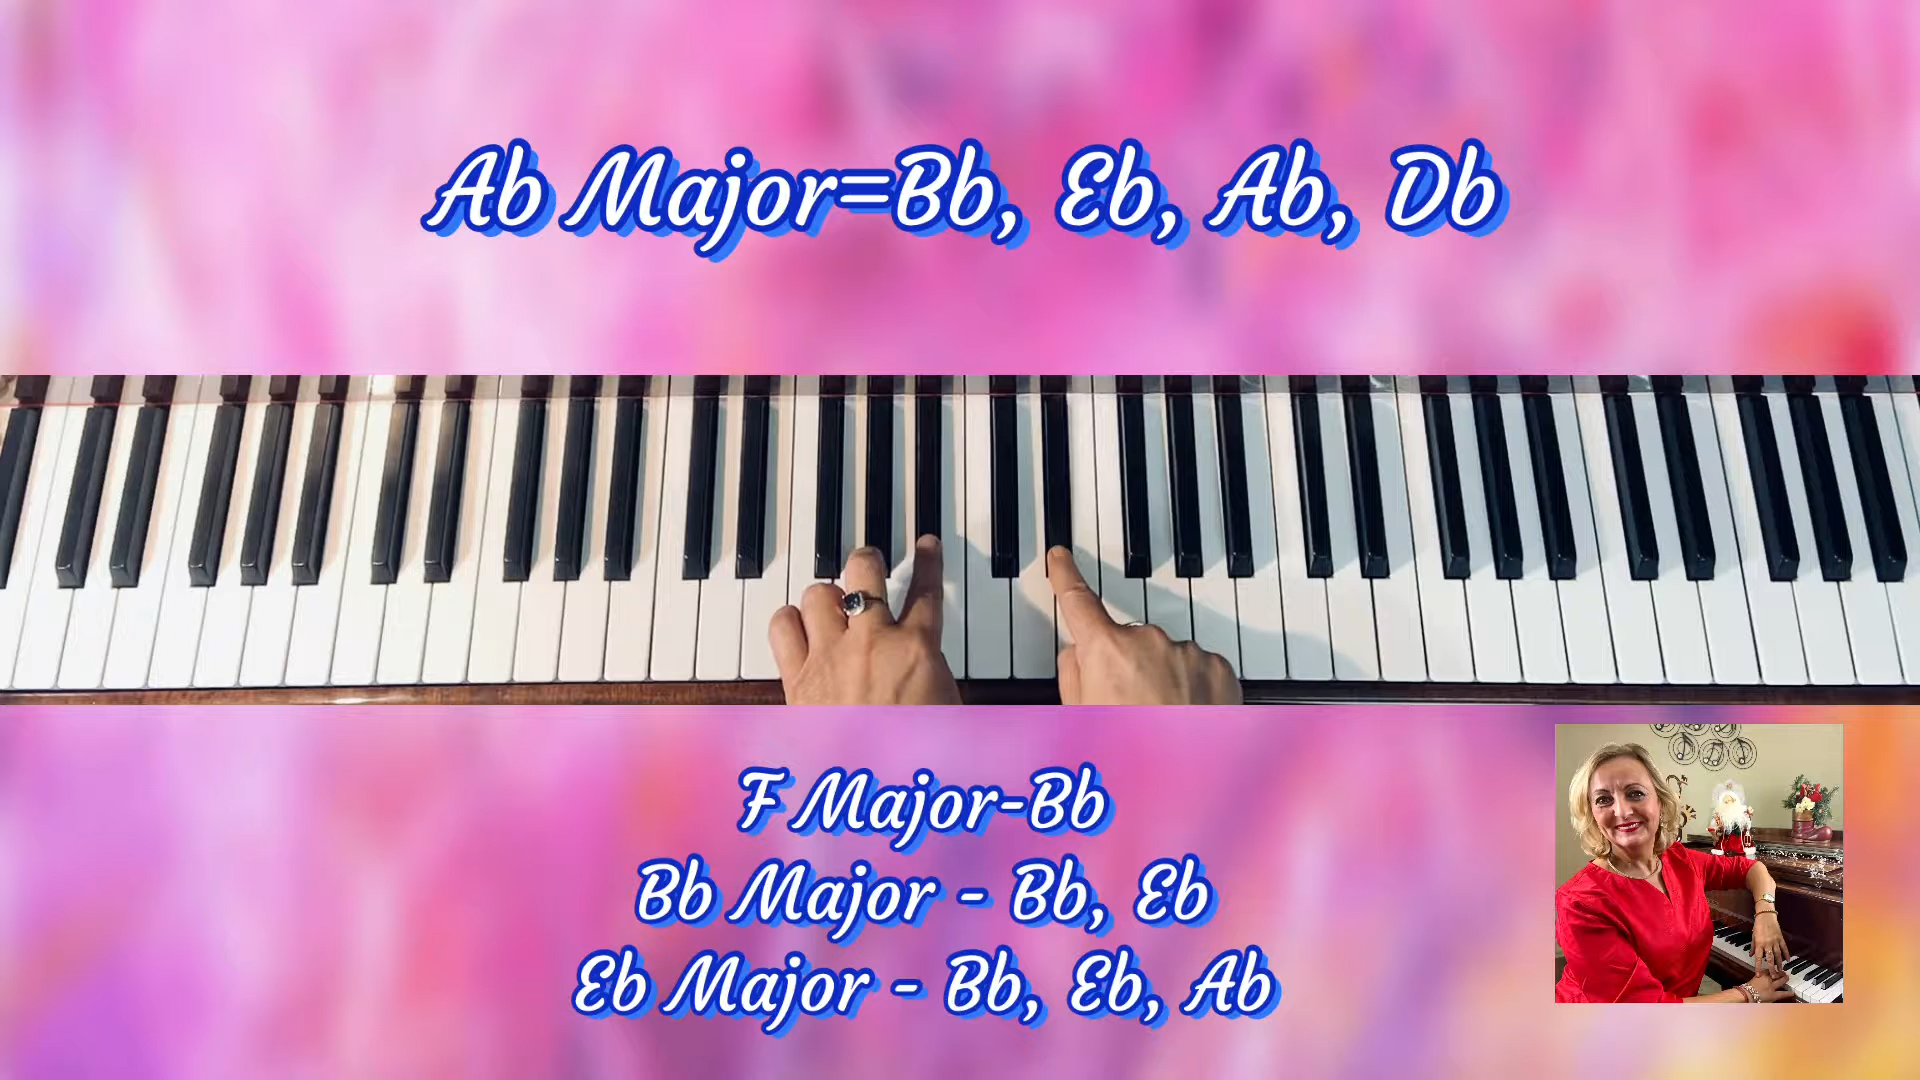 Ab Major=Bb, Eb, Ab, Db
F Major-Bb
Bb Major - Bb, Eb
Eb Major - Bb, Eb, Ab